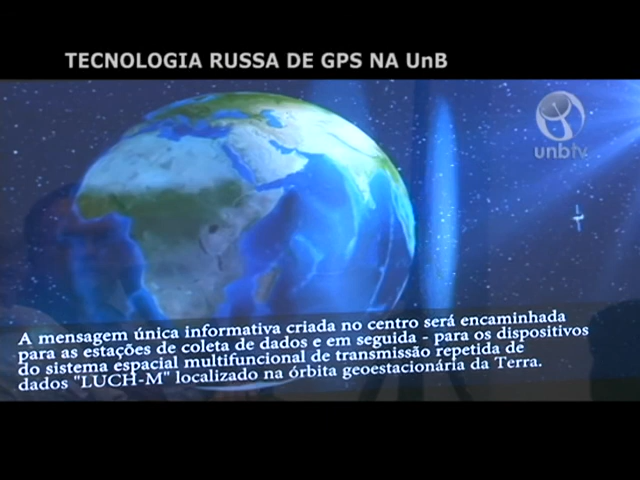 TECNOLOGIA RUSSA DE GPS NA UnB
unbtv
A mensagem única informativa criada no centro será encaminhada
para as estações de coleta de dados e em seguida - para os dispositivos
do sistema espacial multifuncional de transmissão repetida de
dados "LUCH-M" localizado na órbita geoestacionária da Terra.